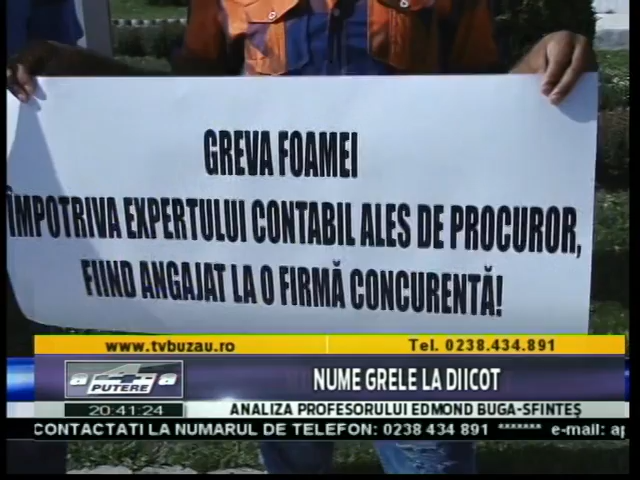 GREVA FOAMEI
ÎMPOTRIVA EXPERTULUI CONTABIL ALES DE PROCUROR,
FIIND ANGAJAT LA O FIRMĂ CONCURENTĂ!
www.tvbuzau.ro Tel. 0238.434.891
a 4 a
PUTERE
NUME GRELE LA DIICOT
20:41:24 ANALIZA PROFESORULUI EDMOND BUGA-SFINTEȘ
CONTACTATI LA NUMARUL DE TELEFON: 0238 434 891 ******* e-mail: